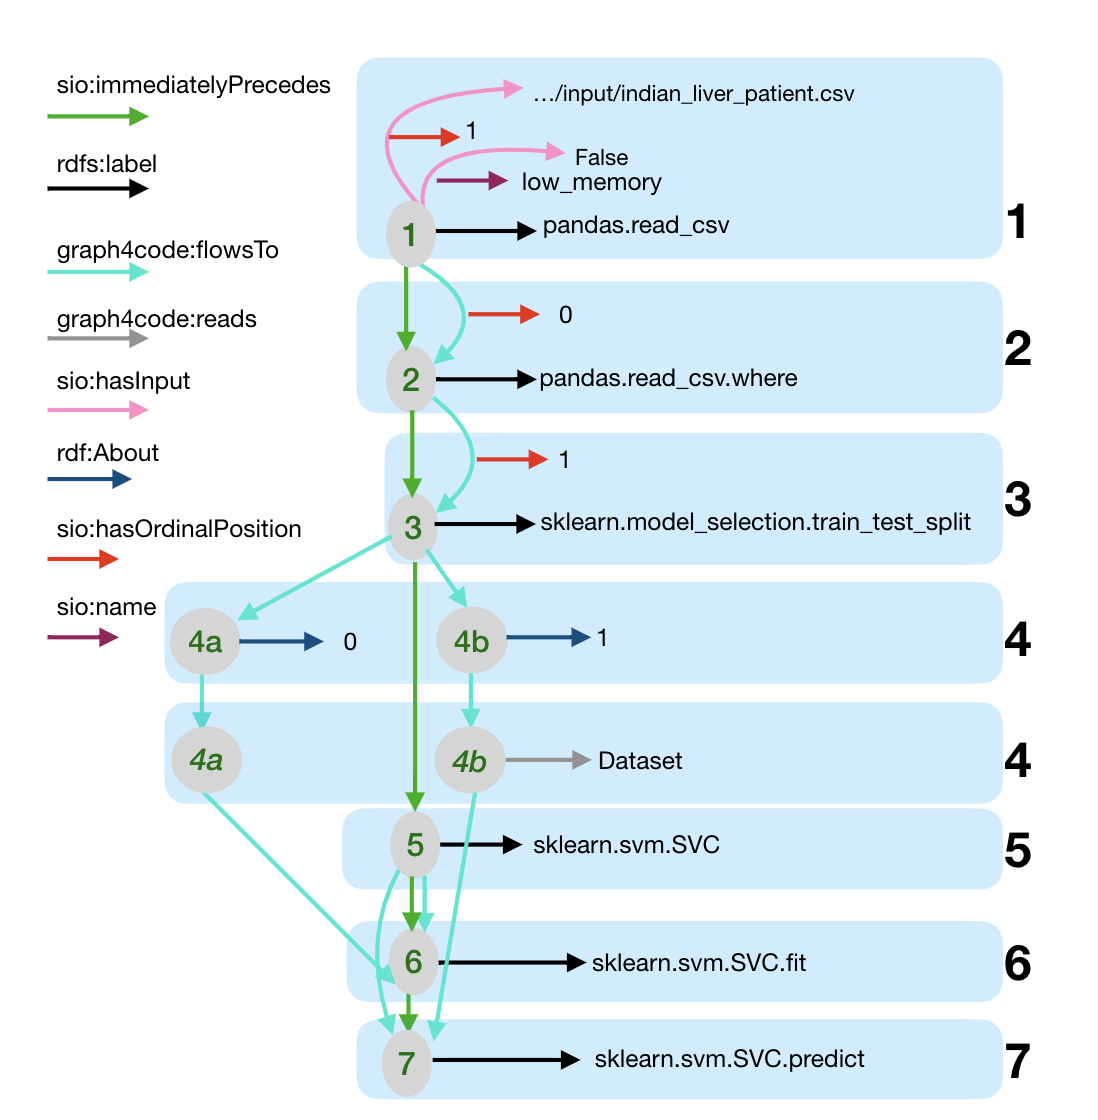 sio:immediatelyPrecedes
rdfs:label
graph4code:flowsTo
graph4code:reads
sio:hasInput
rdf:About
sio:hasOrdinalPosition
sio:name
.../input/indian_liver_patient.csv
1
False
low_memory
1
pandas.read_csv
1
0
2
pandas.read_csv.where
2
1
3
sklearn.model_selection.train_test_split
3
4a
0
4b
1
4
4a
4b
Dataset
4
5
sklearn.svm.SVC
5
6
sklearn.svm.SVC.fit
6
7
sklearn.svm.SVC.predict
7